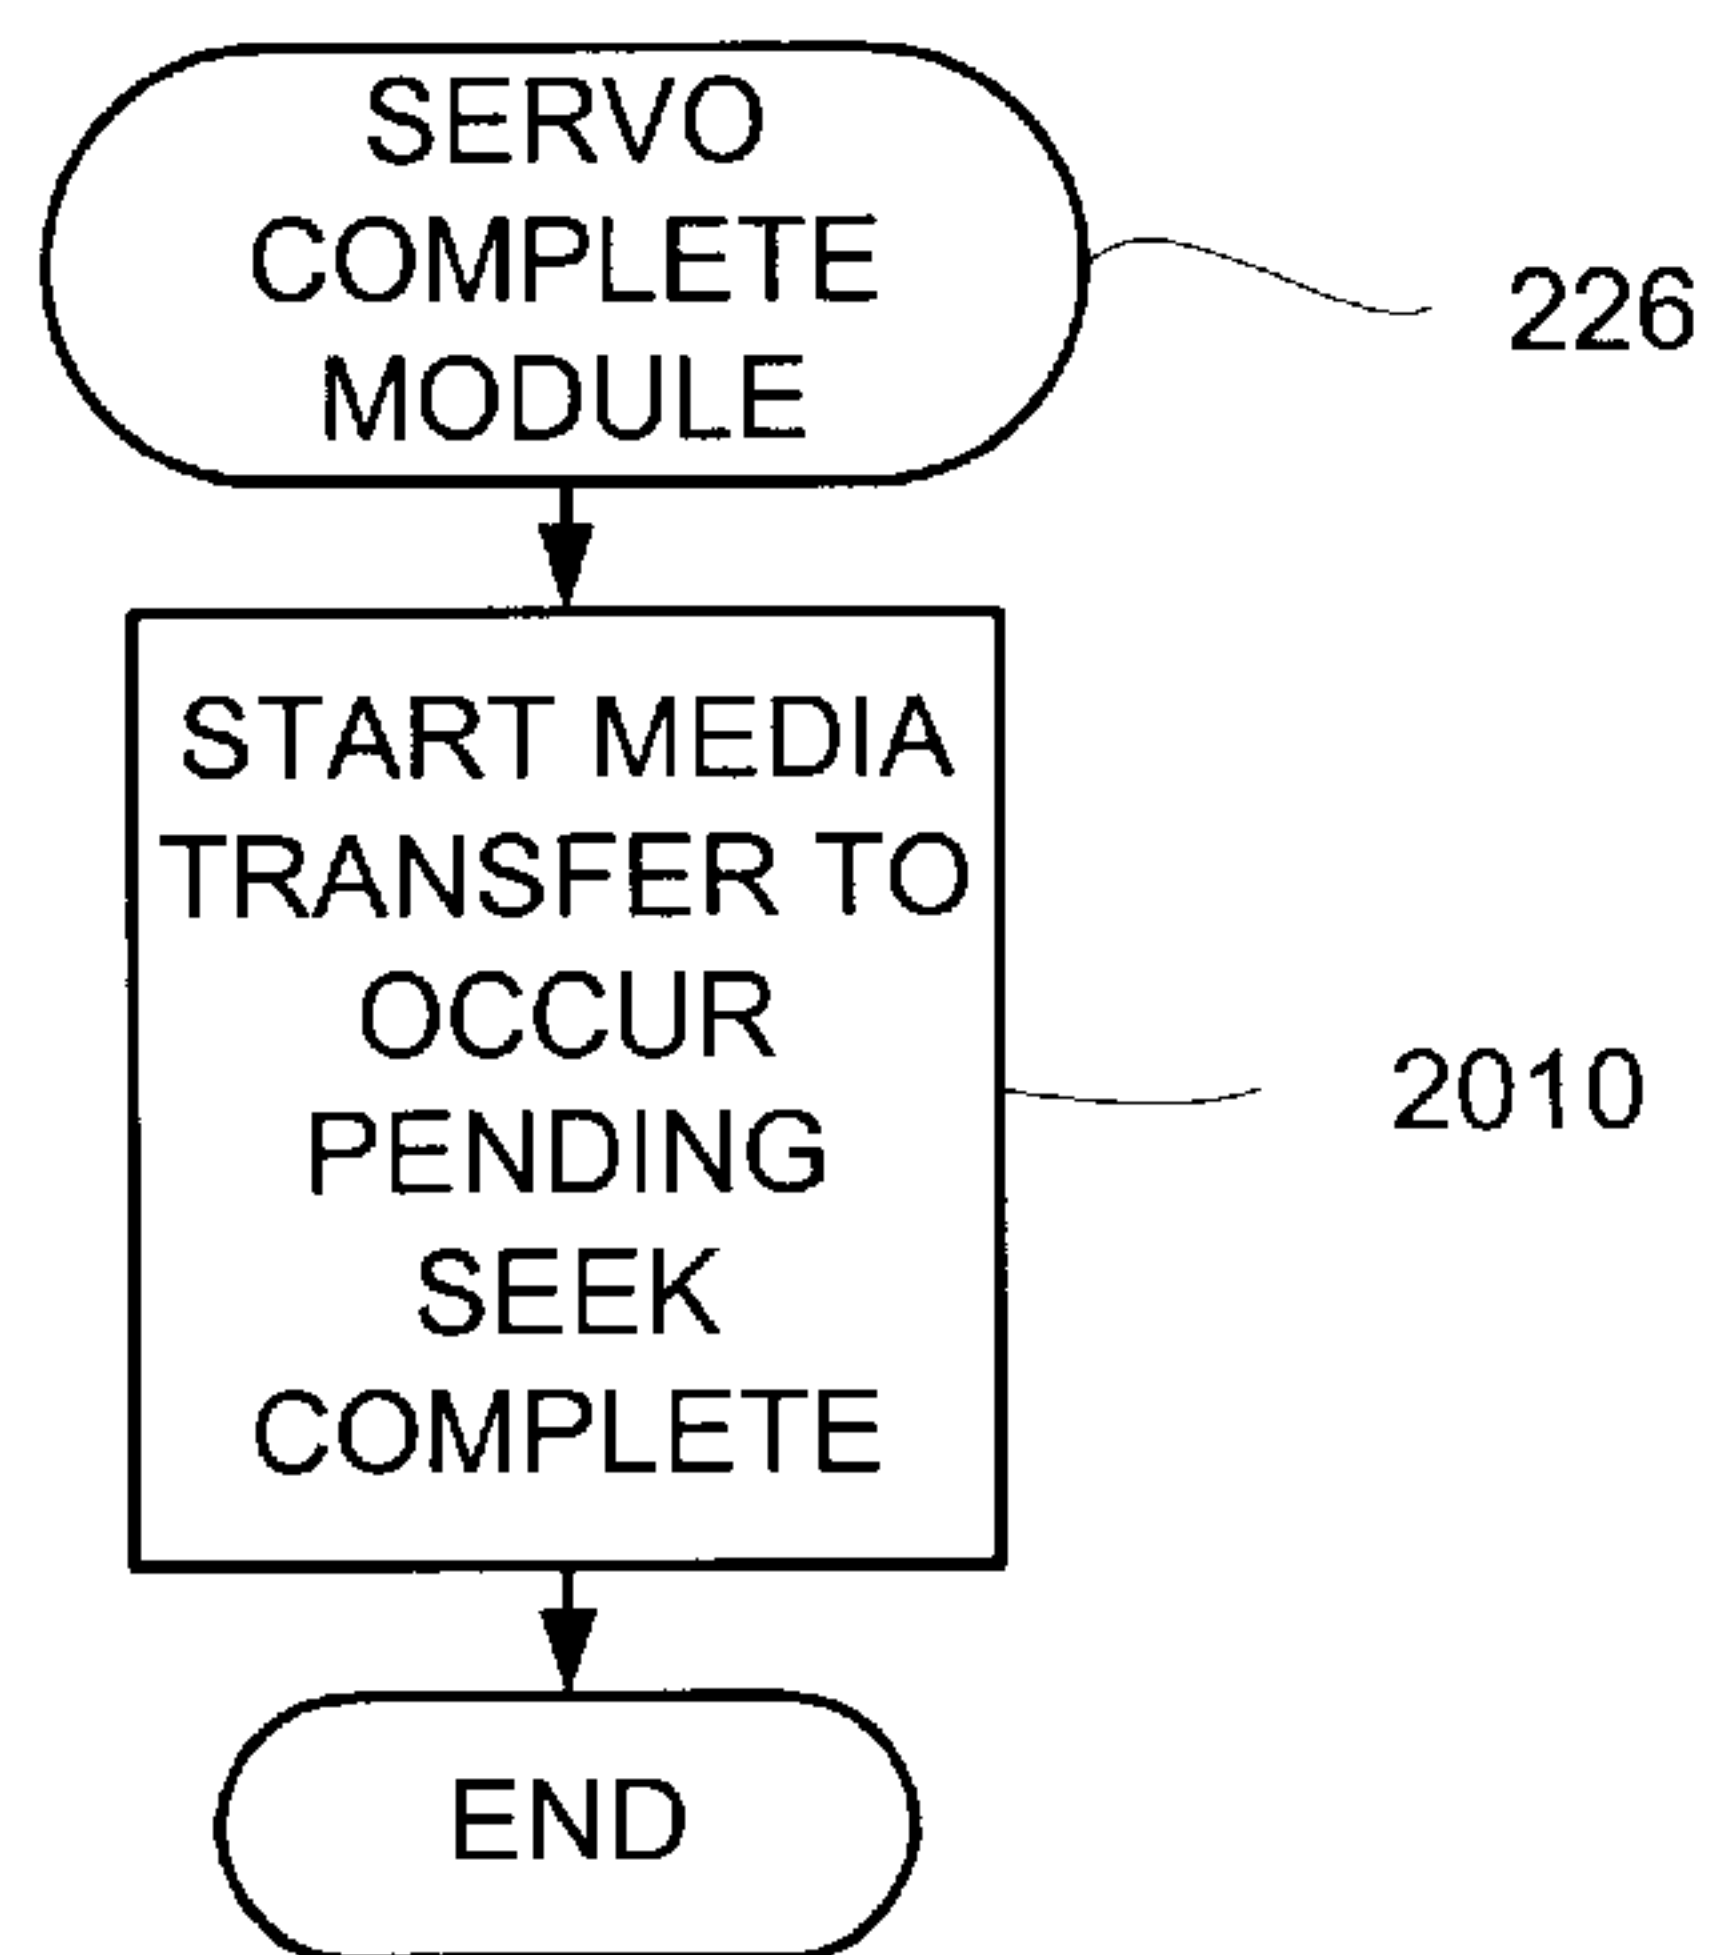 SERVO
COMPLETE
MODULE
226
START MEDIA
TRANSFER TO
OCCUR
PENDING
SEEK
COMPLETE
2010
END